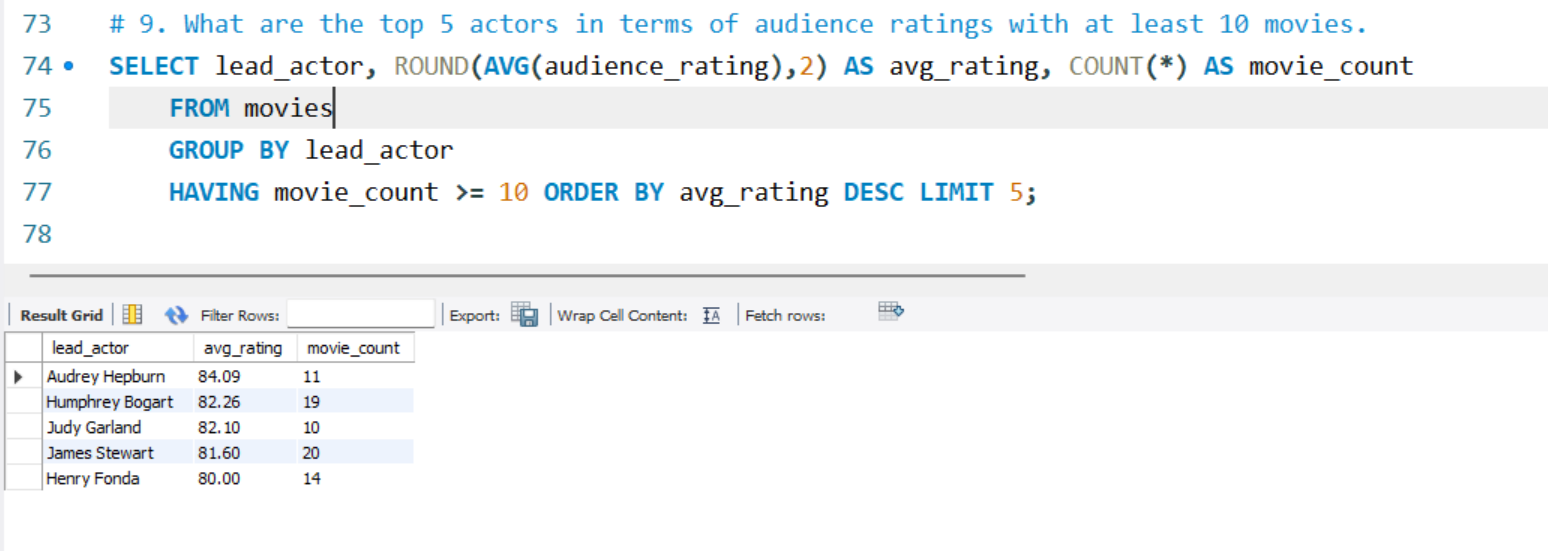 73 # 9. What are the top 5 actors in terms of audience ratings with at least 10 movies.
74 SELECT lead_actor, ROUND(AVG(audience_rating),2) AS avg_rating, COUNT(*) AS movie_count
75 FROM movies
76 GROUP BY lead_actor
77 HAVING movie_count >= 10 ORDER BY avg_rating DESC LIMIT 5;
78
Result Grid Filter Rows: Export: Wrap Cell Content: IA Fetch rows:
lead_actor avg_rating movie_count
Audrey Hepburn 84.09 11
Humphrey Bogart 82.26 19
Judy Garland 82.10 10
James Stewart 81.60 20
Henry Fonda 80.00 14